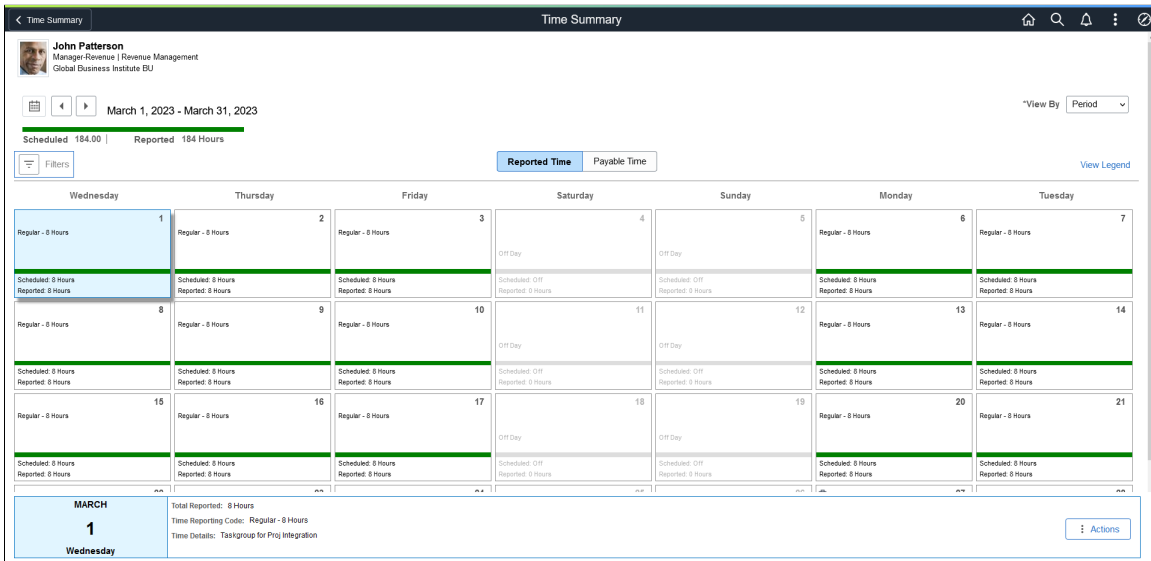 Time Summary
Time Summary
John Patterson
Manager-Revenue | Revenue Management
Global Business Institute BU
March 1, 2023 - March 31, 2023
*View By Period
Scheduled 184.00 | Reported 184 Hours
Filters
Reported Time Payable Time
View Legend
Wednesday Thursday Friday Saturday Sunday Monday Tuesday
1 2 3 4 5 6 7
Regular - 8 Hours Regular - 8 Hours Regular - 8 Hours Regular - 8 Hours Regular - 8 Hours
Off Day Off Day
Scheduled: 8 Hours Scheduled: 8 Hours Scheduled: 8 Hours Scheduled: Off Scheduled: Off Scheduled: 8 Hours Scheduled: 8 Hours
Reported: 8 Hours Reported: 8 Hours Reported: 8 Hours Reported: 0 Hours Reported: 0 Hours Reported: 8 Hours Reported: 8 Hours
8 9 10 11 12 13 14
Regular - 8 Hours Regular - 8 Hours Regular - 8 Hours Regular - 8 Hours Regular - 8 Hours
Off Day Off Day
Scheduled: 8 Hours Scheduled: 8 Hours Scheduled: 8 Hours Scheduled: Off Scheduled: Off Scheduled: 8 Hours Scheduled: 8 Hours
Reported: 8 Hours Reported: 8 Hours Reported: 8 Hours Reported: 0 Hours Reported: 0 Hours Reported: 8 Hours Reported: 8 Hours
15 16 17 18 19 20 21
Regular - 8 Hours Regular - 8 Hours Regular - 8 Hours Regular - 8 Hours Regular - 8 Hours
Off Day Off Day
Scheduled: 8 Hours Scheduled: 8 Hours Scheduled: 8 Hours Scheduled: Off Scheduled: Off Scheduled: 8 Hours Scheduled: 8 Hours
Reported: 8 Hours Reported: 8 Hours Reported: 8 Hours Reported: 0 Hours Reported: 0 Hours Reported: 8 Hours Reported: 8 Hours
MARCH
1
Wednesday
Total Reported: 8 Hours
Time Reporting Code: Regular - 8 Hours
Time Details: Taskgroup for Proj Integration
Actions